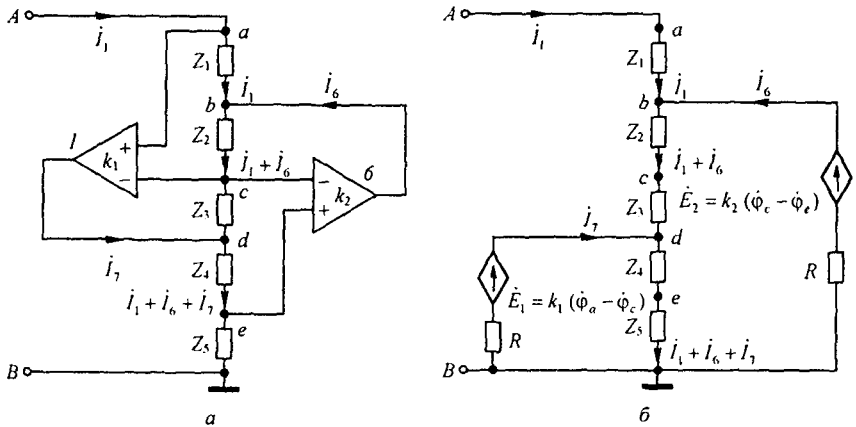 A
İ₁
a
Z₁
İ₁
b
İ₆
Z₂
1
k₁
+
−
İ₁ + İ₆
c
−
+
k₂
6
Z₃
d
İ₇
Z₄
İ₁ + İ₆ + İ₇
e
Z₅
B
а
A
İ₁
a
Z₁
İ₁
b
İ₆
Z₂
İ₁ + İ₆
c
Z₃
Ė₂ = k₂ (φ̇c − φ̇e)
İ₇
d
Z₄
R
e
Ė₁ = k₁ (φ̇a − φ̇c)
Z₅
R
İ₁ + İ₆ + İ₇
B
б